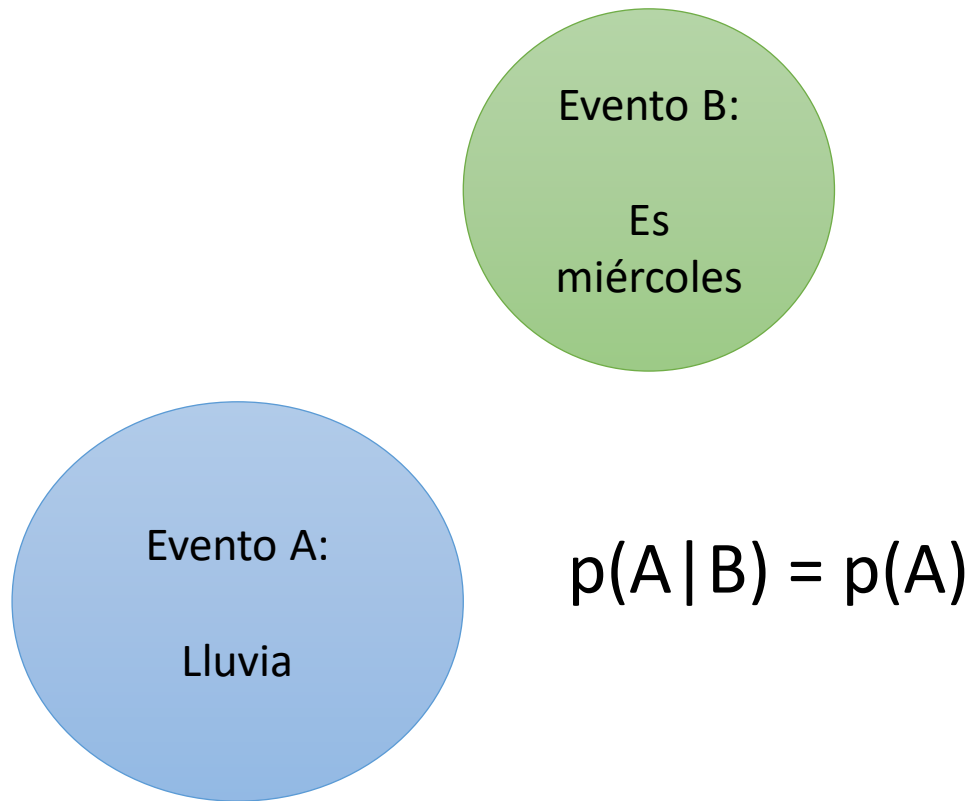 Evento B:
Es
miércoles
Evento A:
Lluvia
p(A|B) = p(A)